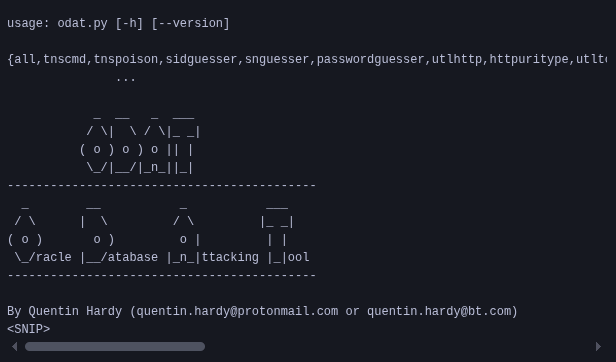 usage: odat.py [-h] [--version]

{all,tnscmd,tnspoison,sidguesser,snguesser,passwordguesser,utlhttp,httpuritype,utltc
               ...

            _  __   _  ___
           / \|  \ / \|_ _|
          ( o ) o ) o || |
           \_/|__/|_n_||_|
-------------------------------------------
  _        __           _           ___
 / \      |  \         / \         |_ _|
( o )       o )         o |         | |
 \_/racle |__/atabase |_n_|ttacking |_|ool
-------------------------------------------

By Quentin Hardy (quentin.hardy@protonmail.com or quentin.hardy@bt.com)
<SNIP>